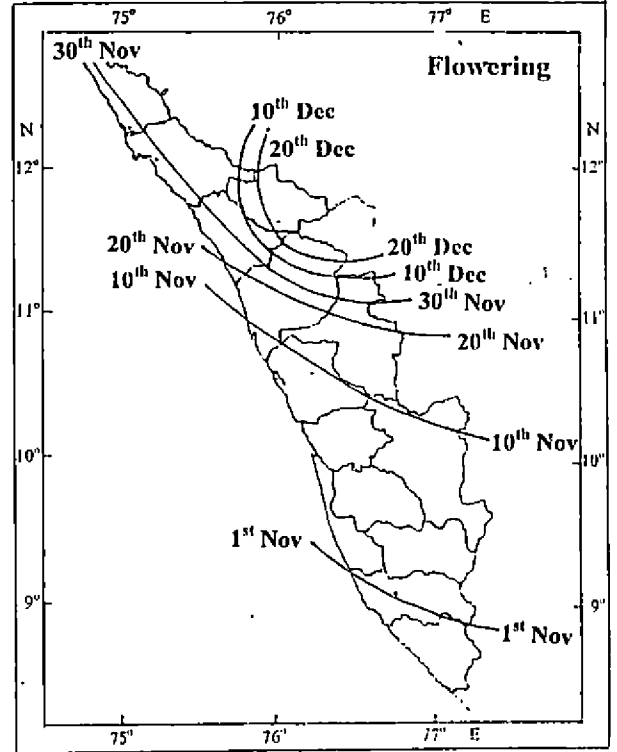 75° 76° 77° E
30th Nov
Flowering
10th Dec
N N
20th Dec
12° 12°
20th Nov
20th Dec
10th Nov
10th Dec
30th Nov
11° 11°
20th Nov
10th Nov
10° 10°
1st Nov
9° 9°
1st Nov
75° 76° 77° E